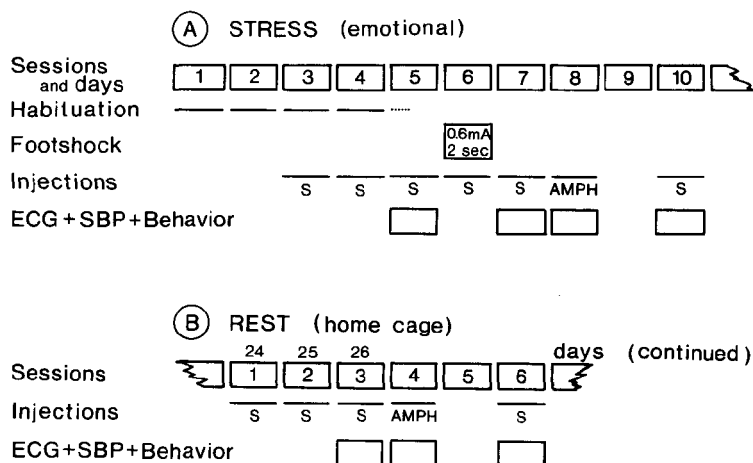 A STRESS (emotional)
Sessions and days 1 2 3 4 5 6 7 8 9 10
Habituation
Footshock 0.6mA 2 sec
Injections S S S S S AMPH S
ECG+SBP+Behavior
B REST (home cage)
24 25 26 days (continued)
Sessions 1 2 3 4 5 6
Injections S S S AMPH S
ECG+SBP+Behavior